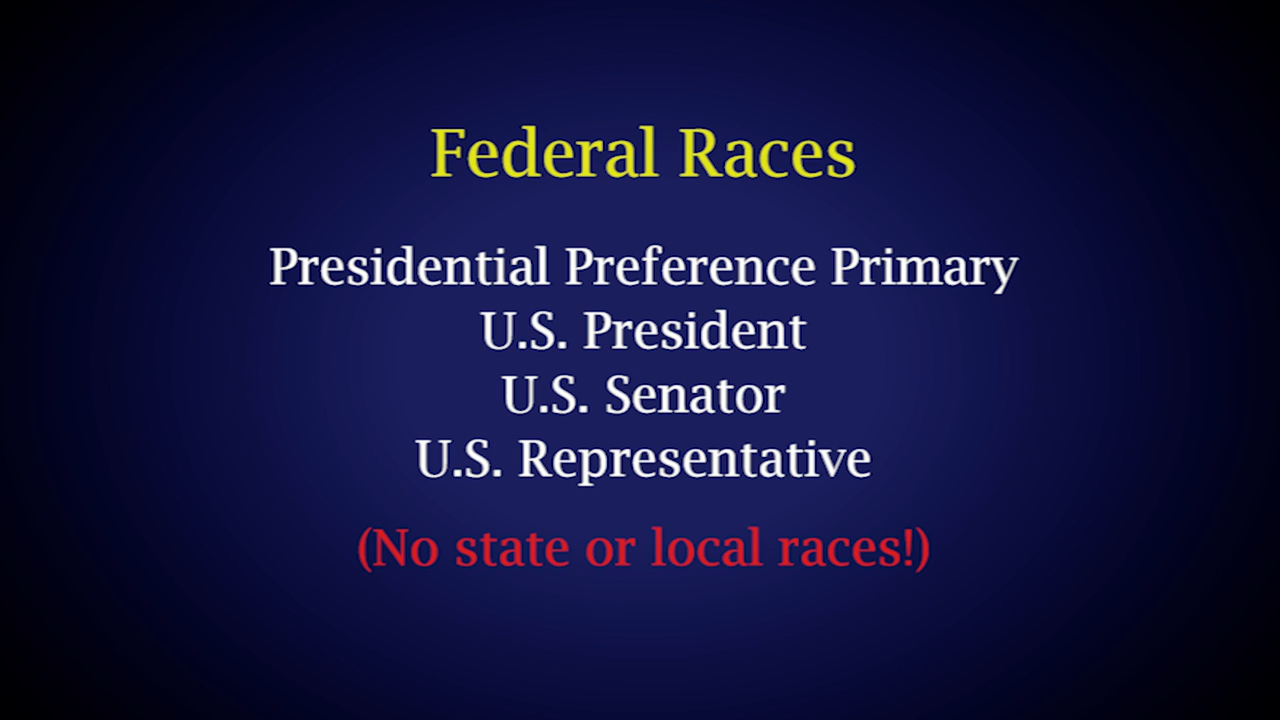 Federal Races
Presidential Preference Primary
U.S. President
U.S. Senator
U.S. Representative
(No state or local races!)